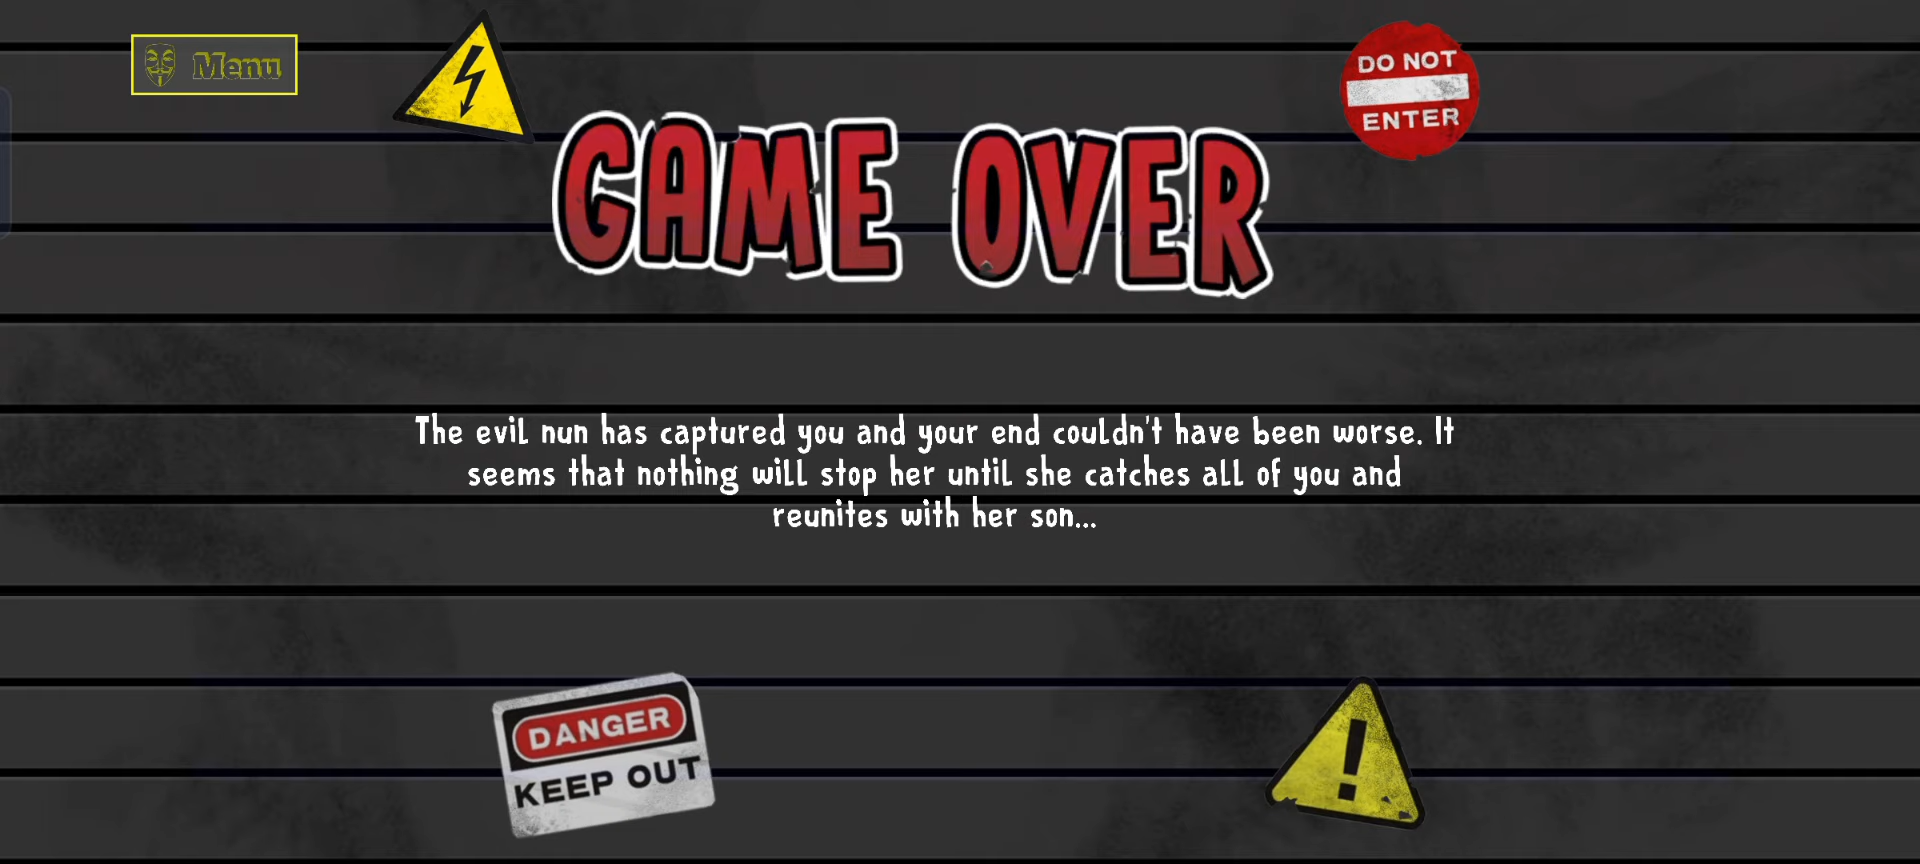 Menu
DO NOT
ENTER
GAME OVER
The evil nun has captured you and your end couldn't have been worse. It
seems that nothing will stop her until she catches all of you and
reunites with her son...
DANGER
KEEP OUT
!